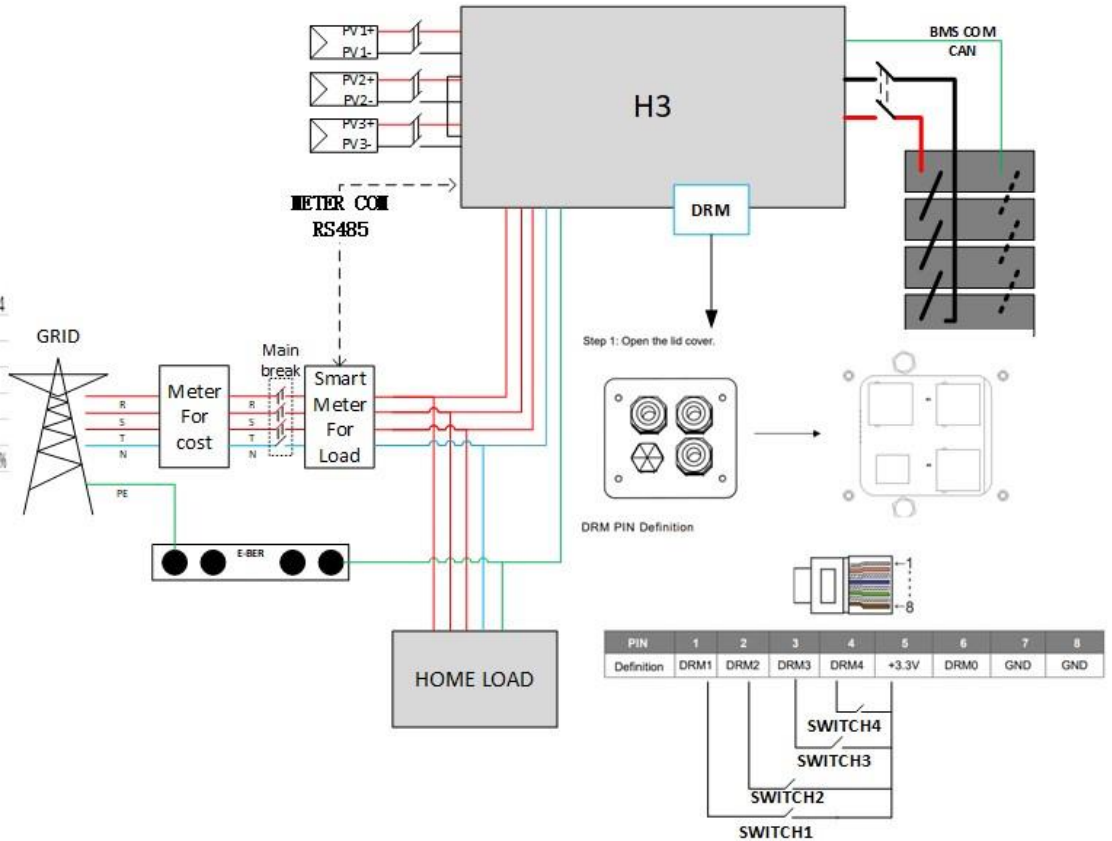 PV1+
PV1-
PV2+
PV2-
PV3+
PV3-
H3
BMS COM
CAN
METER COM
RS485
DRM
4
GRID
Step 1: Open the lid cover.
Main
break
Meter
For
cost
Smart
Meter
For
Load
R
S
T
N
R
S
T
N
%
PE
E-BER
DRM PIN Definition
1
8
HOME LOAD
PIN 1 2 3 4 5 6 7 8
Definition DRM1 DRM2 DRM3 DRM4 +3.3V DRM0 GND GND
SWITCH4
SWITCH3
SWITCH2
SWITCH1